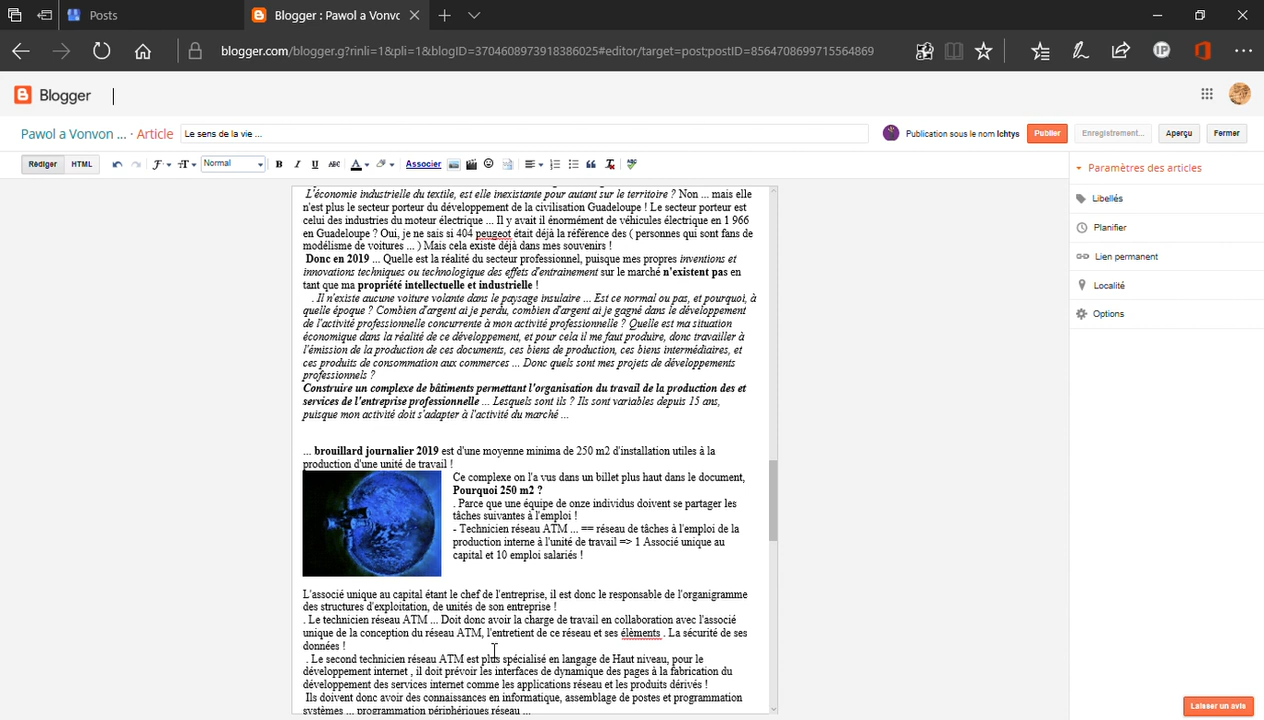 Posts
Blogger : Pawol a Vonvo
blogger.com/blogger.g?rinli=1&pli=1&blogID=3704608973918386025#editor/target=post;postID=8564708699715564869
Blogger
Pawol a Vonvon ... · Article Le sens de la vie ... Publication sous le nom Ichtys Publier Enregistrement... Aperçu Fermer
Rédiger HTML Normal B I U ABC A Associer
Paramètres des articles
Libellés
Planifier
Lien permanent
Localité
Options
L'économie industrielle du textile, est elle inexistante pour autant sur le territoire ? Non ... mais elle
n'est plus le secteur porteur du développement de la civilisation Guadeloupe ! Le secteur porteur est
celui des industries du moteur électrique ... Il y avait il énormément de véhicules électrique en 1 966
en Guadeloupe ? Oui, je ne sais si 404 peugeot était déjà la référence des ( personnes qui sont fans de
modélisme de voitures ... ) Mais cela existe déjà dans mes souvenirs !
Donc en 2019 ... Quelle est la réalité du secteur professionnel, puisque mes propres inventions et
innovations techniques ou technologique des effets d'entrainement sur le marché n'existent pas en
tant que ma propriété intellectuelle et industrielle !
. Il n'existe aucune voiture volante dans le paysage insulaire ... Est ce normal ou pas, et pourquoi, à
quelle époque ? Combien d'argent ai je perdu, combien d'argent ai je gagné dans le développement
de l'activité professionnelle concurrente à mon activité professionnelle ? Quelle est ma situation
économique dans la réalité de ce développement, et pour cela il me faut produire, donc travailler à
l'émission de la production de ces documents, ces biens de production, ces biens intermédiaires, et
ces produits de consommation aux commerces ... Donc quels sont mes projets de développements
professionnels ?
Construire un complexe de bâtiments permettant l'organisation du travail de la production des et
services de l'entreprise professionnelle ... Lesquels sont ils ? Ils sont variables depuis 15 ans,
puisque mon activité doit s'adapter à l'activité du marché ...
... brouillard journalier 2019 est d'une moyenne minima de 250 m2 d'installation utiles à la
production d'une unité de travail !
Ce complexe on l'a vus dans un billet plus haut dans le document,
Pourquoi 250 m2 ?
. Parce que une équipe de onze individus doivent se partager les
tâches suivantes à l'emploi !
- Technicien réseau ATM ... == réseau de tâches à l'emploi de la
production interne à l'unité de travail => 1 Associé unique au
capital et 10 emploi salariés !
L'associé unique au capital étant le chef de l'entreprise, il est donc le responsable de l'organigramme
des structures d'exploitation, de unités de son entreprise !
. Le technicien réseau ATM ... Doit donc avoir la charge de travail en collaboration avec l'associé
unique de la conception du réseau ATM, l'entretient de ce réseau et ses élèments . La sécurité de ses
données !
. Le second technicien réseau ATM est plus spécialisé en langage de Haut niveau, pour le
développement internet , il doit prévoir les interfaces de dynamique des pages à la fabrication du
développement des services internet comme les applications réseau et les produits dérivés !
Ils doivent donc avoir des connaissances en informatique, assemblage de postes et programmation
systèmes ... programmation périphériques réseau ...
Laisser un avis